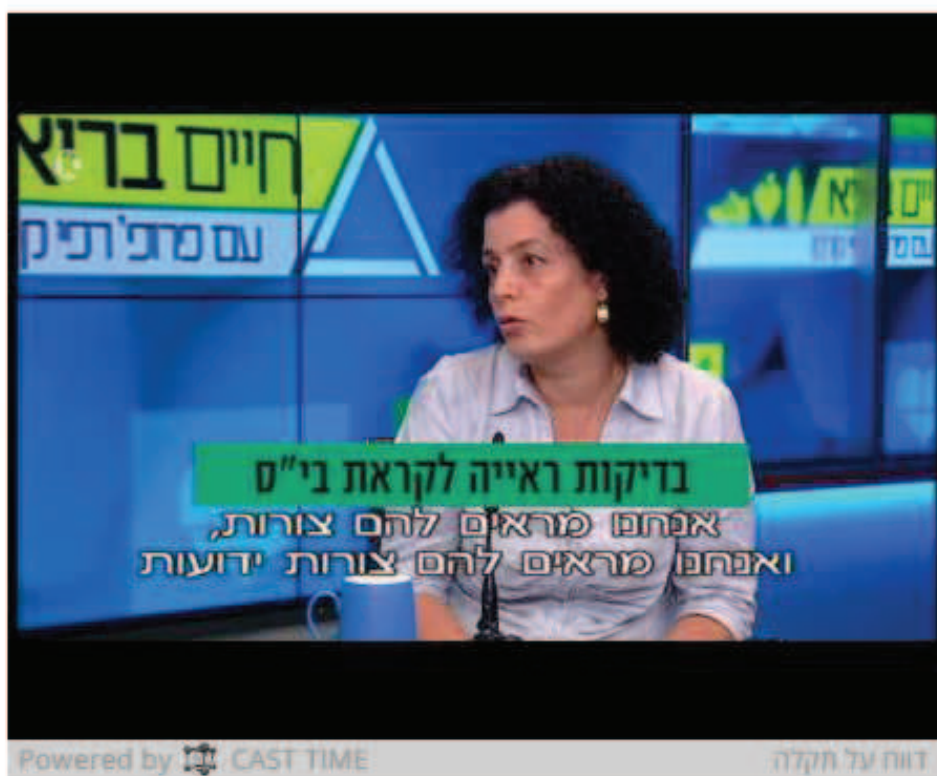 חיים ברי
עם פרופ' רפי ק
בדיקות ראייה לקראת בי"ס
אנחנו מראים להם צורות,
ואנחנו מראים להם צורות ידועות
Powered by CAST TIME
דווח על תקלה